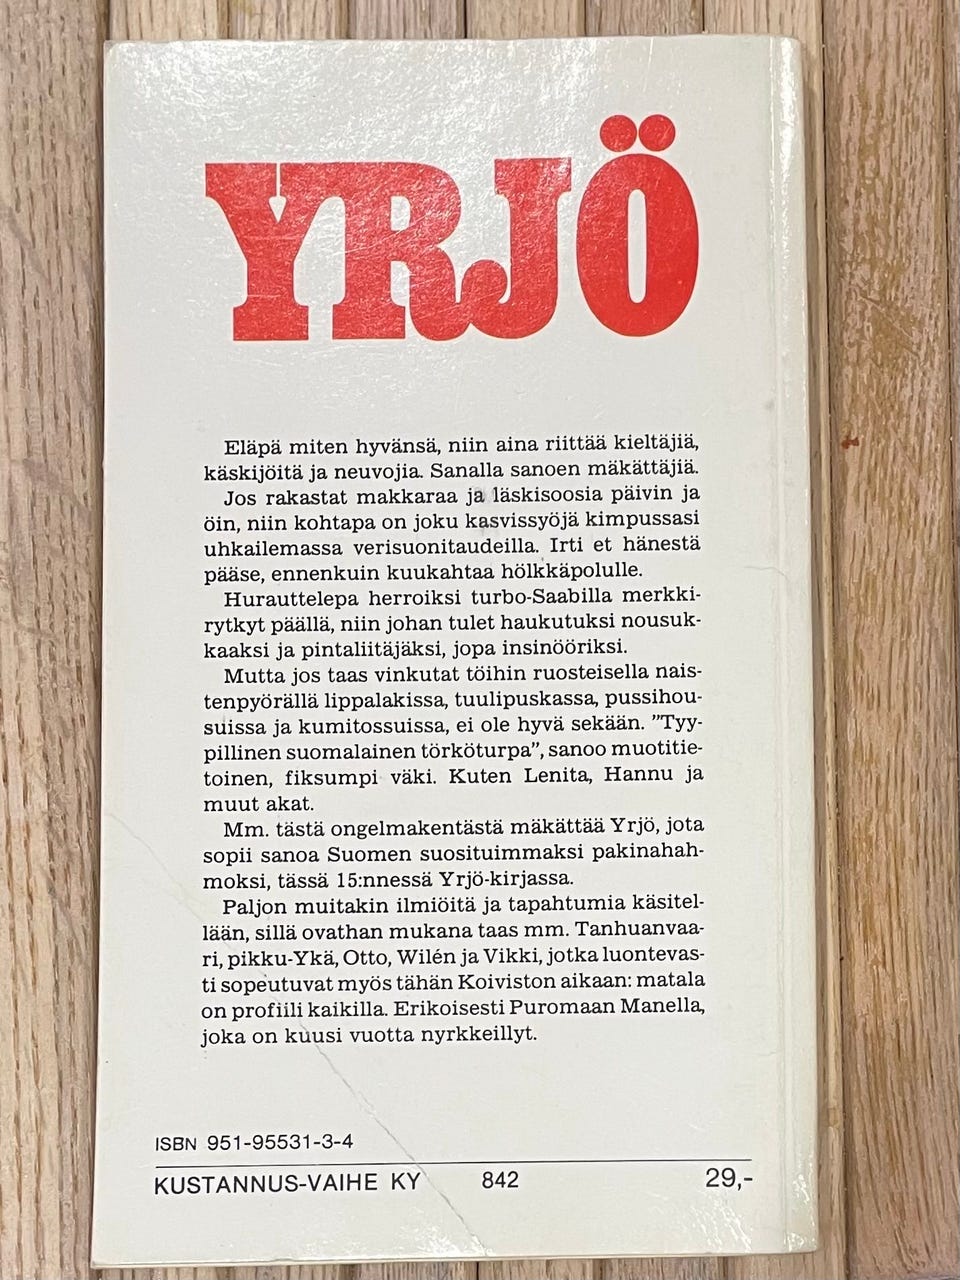 YRJÖ
Eläpä miten hyvänsä, niin aina riittää kieltäjiä,
käskijöitä ja neuvojia. Sanalla sanoen mäkättäjiä.
Jos rakastat makkaraa ja läskisoosia päivin ja
öin, niin kohtapa on joku kasvissyöjä kimpussasi
uhkailemassa verisuonitaudeilla. Irti et hänestä
pääse, ennenkuin kuukahtaa hölkkäpolulle.
Hurauttelepa herroiksi turbo-Saabilla merkki-
rytkyt päällä, niin johan tulet haukutuksi nousuk-
kaaksi ja pintaliitäjäksi, jopa insinööriksi.
Mutta jos taas vinkutat töihin ruosteisella nais-
tenpyörällä lippalakissa, tuulipuskassa, pussihou-
suissa ja kumitossuissa, ei ole hyvä sekään. ”Tyy-
pillinen suomalainen törköturpa”, sanoo muotitie-
toinen, fiksumpi väki. Kuten Lenita, Hannu ja
muut akat.
Mm. tästä ongelmakentästä mäkättää Yrjö, jota
sopii sanoa Suomen suosituimmaksi pakinahah-
moksi, tässä 15:nnessä Yrjö-kirjassa.
Paljon muitakin ilmiöitä ja tapahtumia käsitel-
lään, sillä ovathan mukana taas mm. Tanhuanvaa-
ri, pikku-Ykä, Otto, Wilén ja Vikki, jotka luontevas-
ti sopeutuvat myös tähän Koiviston aikaan: matala
on profiili kaikilla. Erikoisesti Puromaan Manella,
joka on kuusi vuotta nyrkkeillyt.
ISBN 951-95531-3-4
KUSTANNUS-VAIHE KY 842 29,-